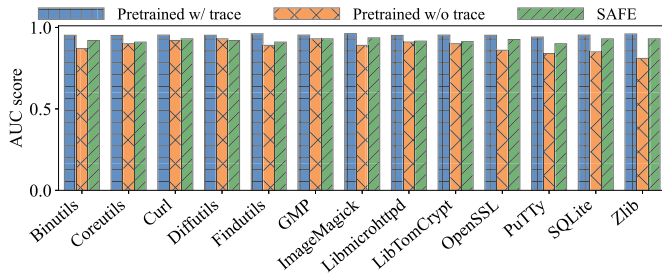 Pretrained w/ trace Pretrained w/o trace SAFE
1.0
0.5
0.0
AUC score
Binutils
Coreutils
Curl
Diffutils
Findutils
GMP
ImageMagick
Libmicrohttpd
LibTomCrypt
OpenSSL
PuTTy
SQLite
Zlib